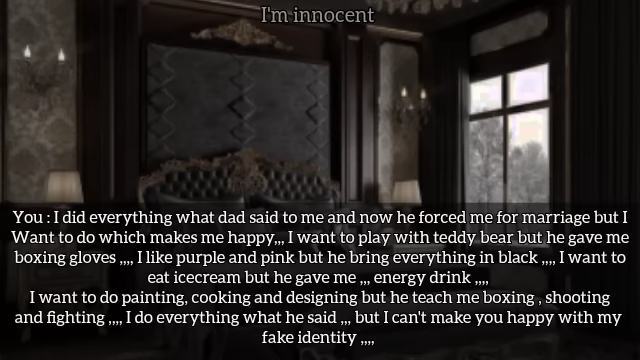 I'm innocent
You : I did everything what dad said to me and now he forced me for marriage but I
Want to do which makes me happy,,, I want to play with teddy bear but he gave me
boxing gloves ,,,, I like purple and pink but he bring everything in black ,,,, I want to
eat icecream but he gave me ,,, energy drink ,,,,
I want to do painting, cooking and designing but he teach me boxing , shooting
and fighting ,,,, I do everything what he said ,,, but I can't make you happy with my
fake identity ,,,,